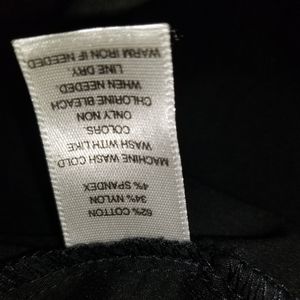 62% COTTON
34% NYLON
4% SPANDEX
MACHINE WASH COLD
WASH WITH LIKE
COLORS.
ONLY NON
CHLORINE BLEACH
WHEN NEEDED.
LINE DRY.
WARM IRON IF NEEDED